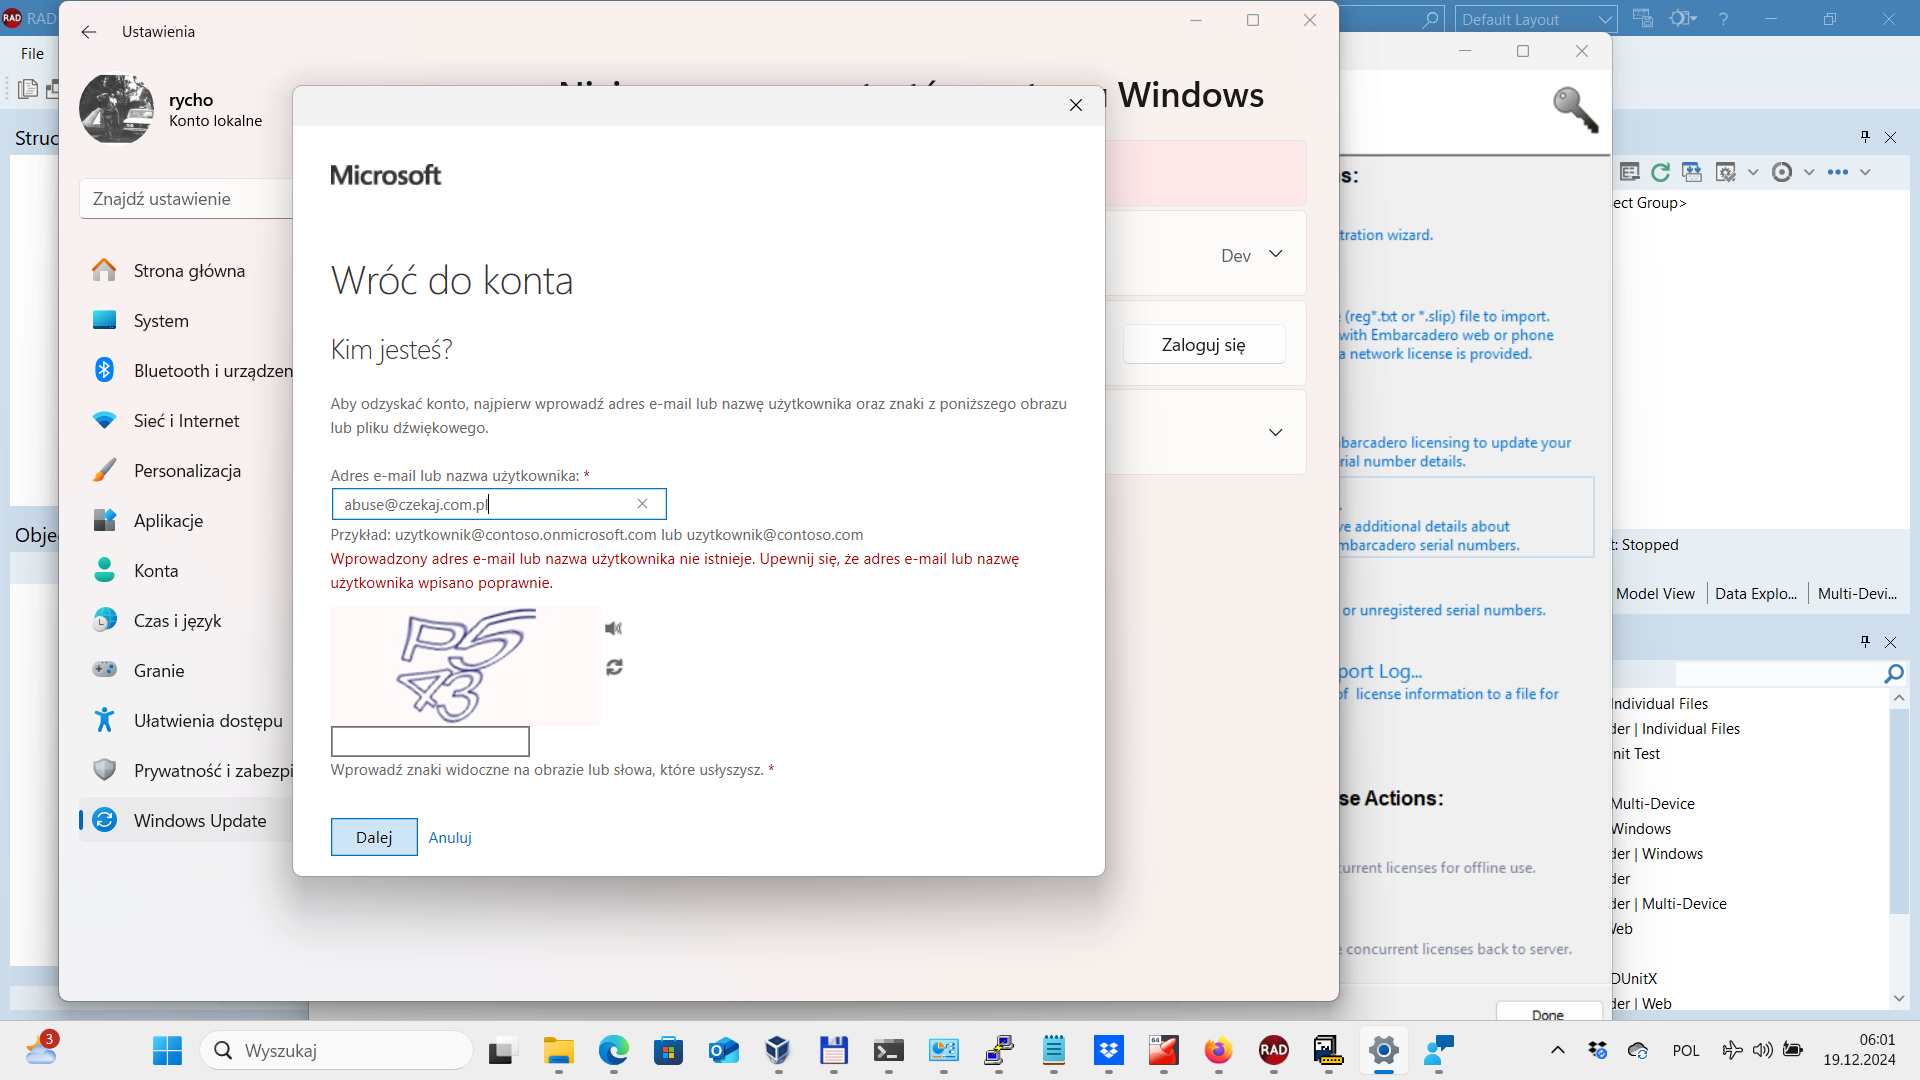 RAD
Default Layout
Ustawienia
File
rycho
Konto lokalne
Windows
Microsoft
Znajdź ustawienie
ect Group>
Strona główna
System
Bluetooth i urządzen
Sieć i Internet
Personalizacja
Aplikacje
Konta
Czas i język
Granie
Ułatwienia dostępu
Prywatność i zabezpi
Windows Update
Wróć do konta
Kim jesteś?
Aby odzyskać konto, najpierw wprowadź adres e-mail lub nazwę użytkownika oraz znaki z poniższego obrazu
lub pliku dźwiękowego.
Adres e-mail lub nazwa użytkownika: *
abuse@czekaj.com.pl
Przykład: uzytkownik@contoso.onmicrosoft.com lub uzytkownik@contoso.com
Wprowadzony adres e-mail lub nazwa użytkownika nie istnieje. Upewnij się, że adres e-mail lub nazwę
użytkownika wpisano poprawnie.
P5
43
Wprowadź znaki widoczne na obrazie lub słowa, które usłyszysz. *
Dalej
Anuluj
Dev
Zaloguj się
s:
tration wizard.
(reg*.txt or *.slip) file to import.
with Embarcadero web or phone
a network license is provided.
barcadero licensing to update your
rial number details.
ve additional details about
mbarcadero serial numbers.
or unregistered serial numbers.
port Log...
of license information to a file for
se Actions:
urrent licenses for offline use.
e concurrent licenses back to server.
Done
Struc
Obje
t: Stopped
Model View
Data Explo...
Multi-Devi...
Individual Files
der | Individual Files
nit Test
Multi-Device
Windows
der | Windows
der
der | Multi-Device
Web
DUnitX
der | Web
3
Wyszukaj
64
RAD
POL
06:01
19.12.2024